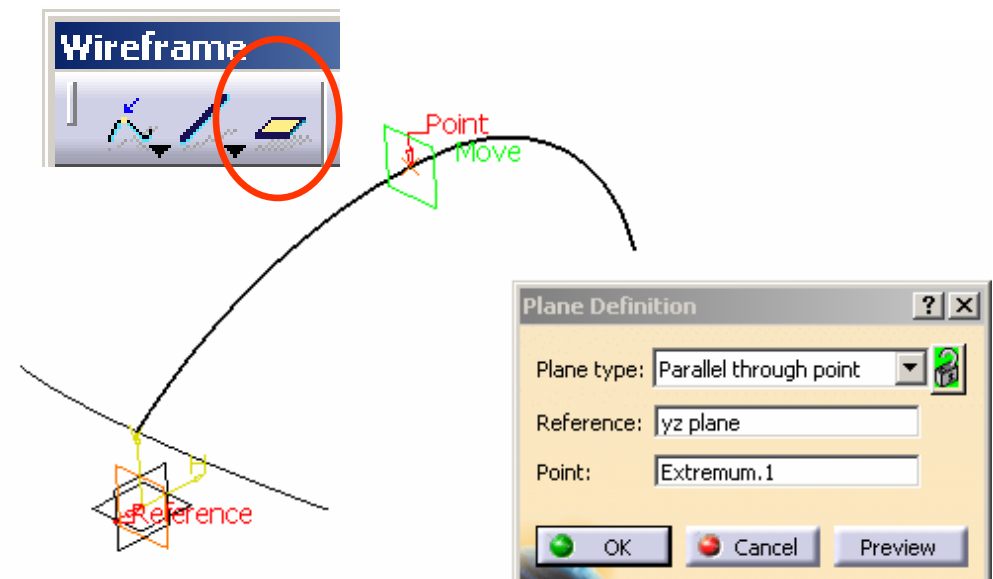 Wireframe
Point
Move
H
Reference
Plane Definition
? X
Plane type: Parallel through point
Reference: yz plane
Point: Extremum.1
OK Cancel Preview